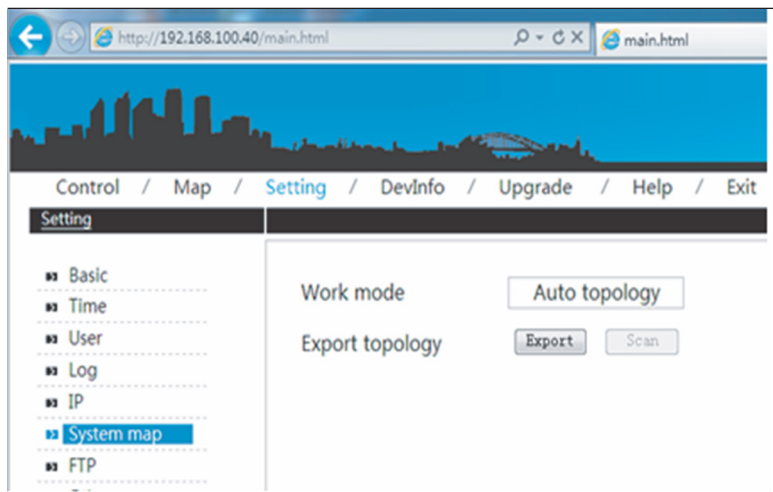 http://192.168.100.40/main.html
main.html
Control / Map / Setting / DevInfo / Upgrade / Help / Exit
Setting
Basic
Time
User
Log
IP
System map
FTP
Work mode
Auto topology
Export topology
Export
Scan